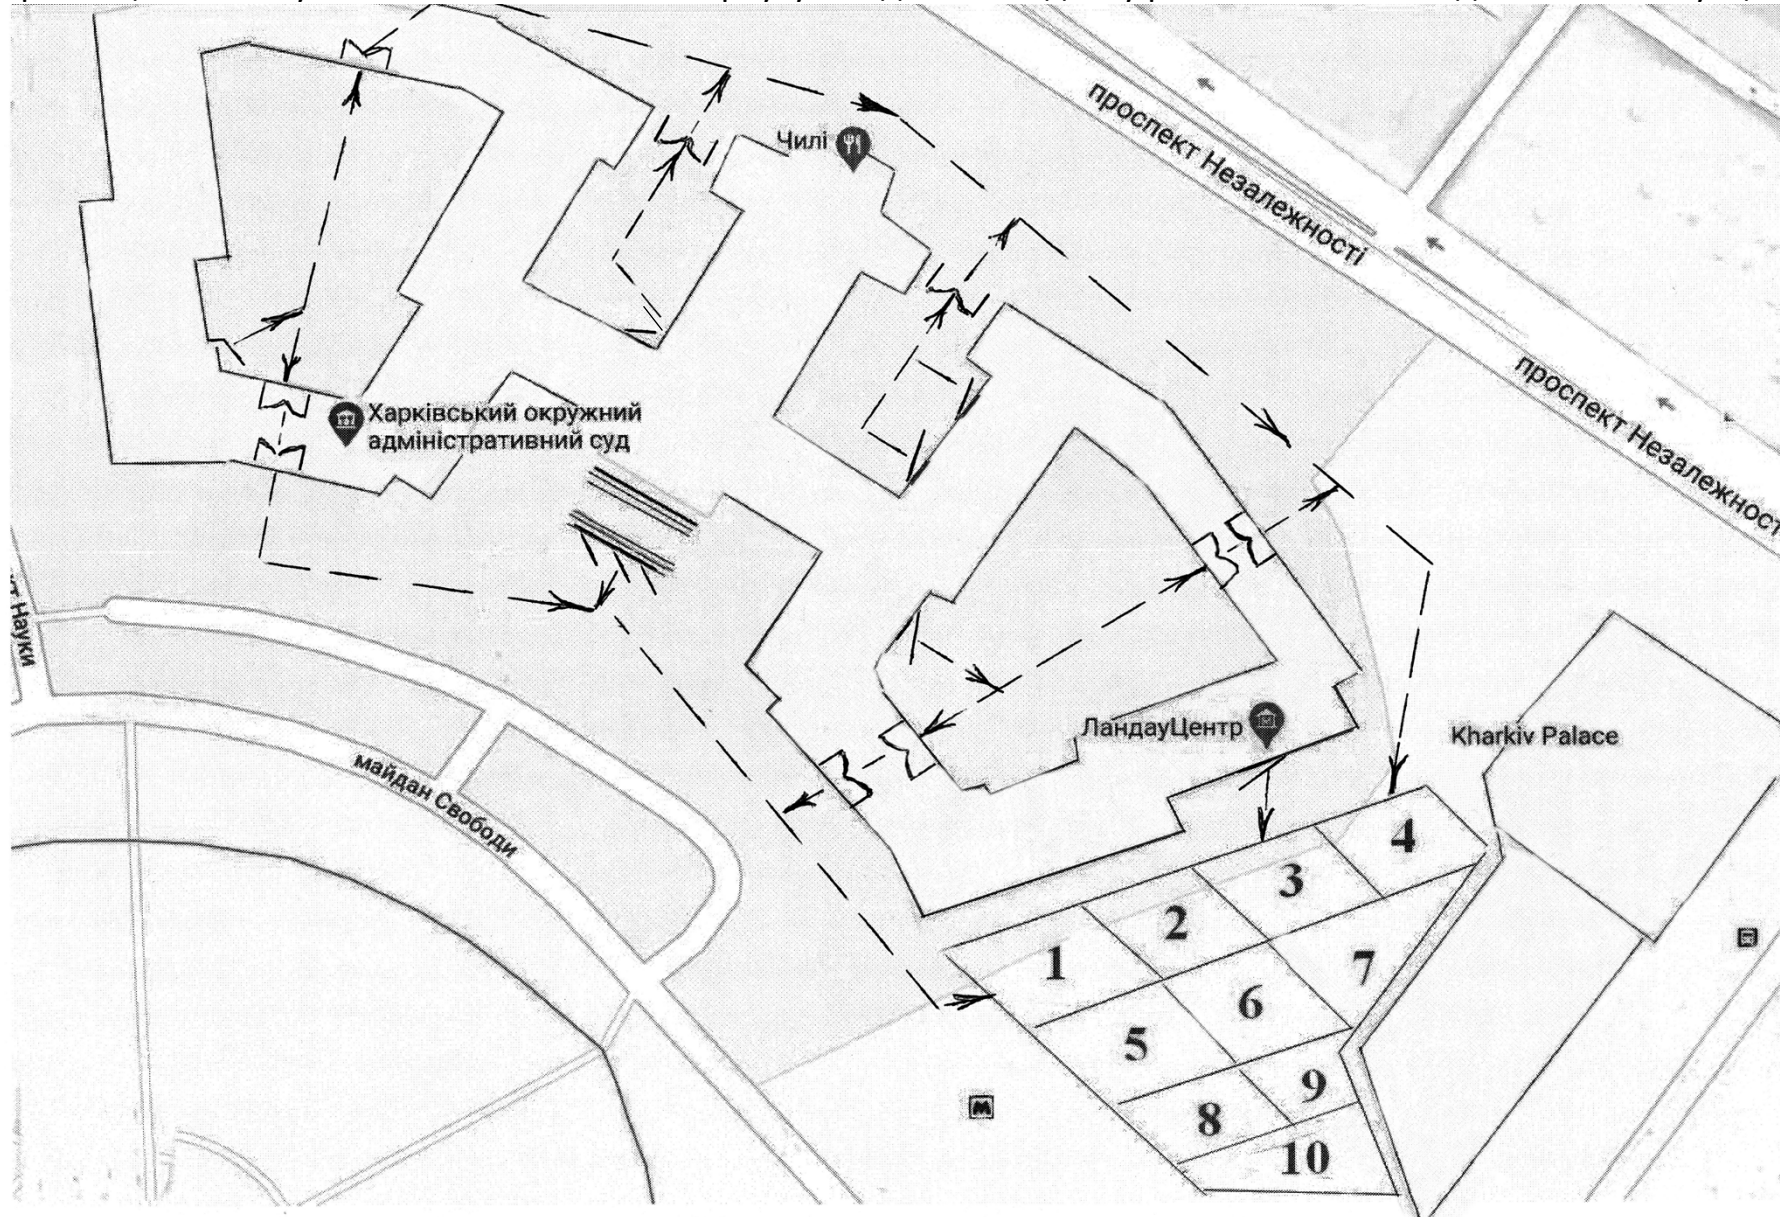 Чилі
проспект Незалежності
проспект Незалежност
Харківський окружний
адміністративний суд
т Науки
майдан Свободи
ЛандауЦентр
Kharkiv Palace
4
3
2
1
7
6
5
9
8
10
M